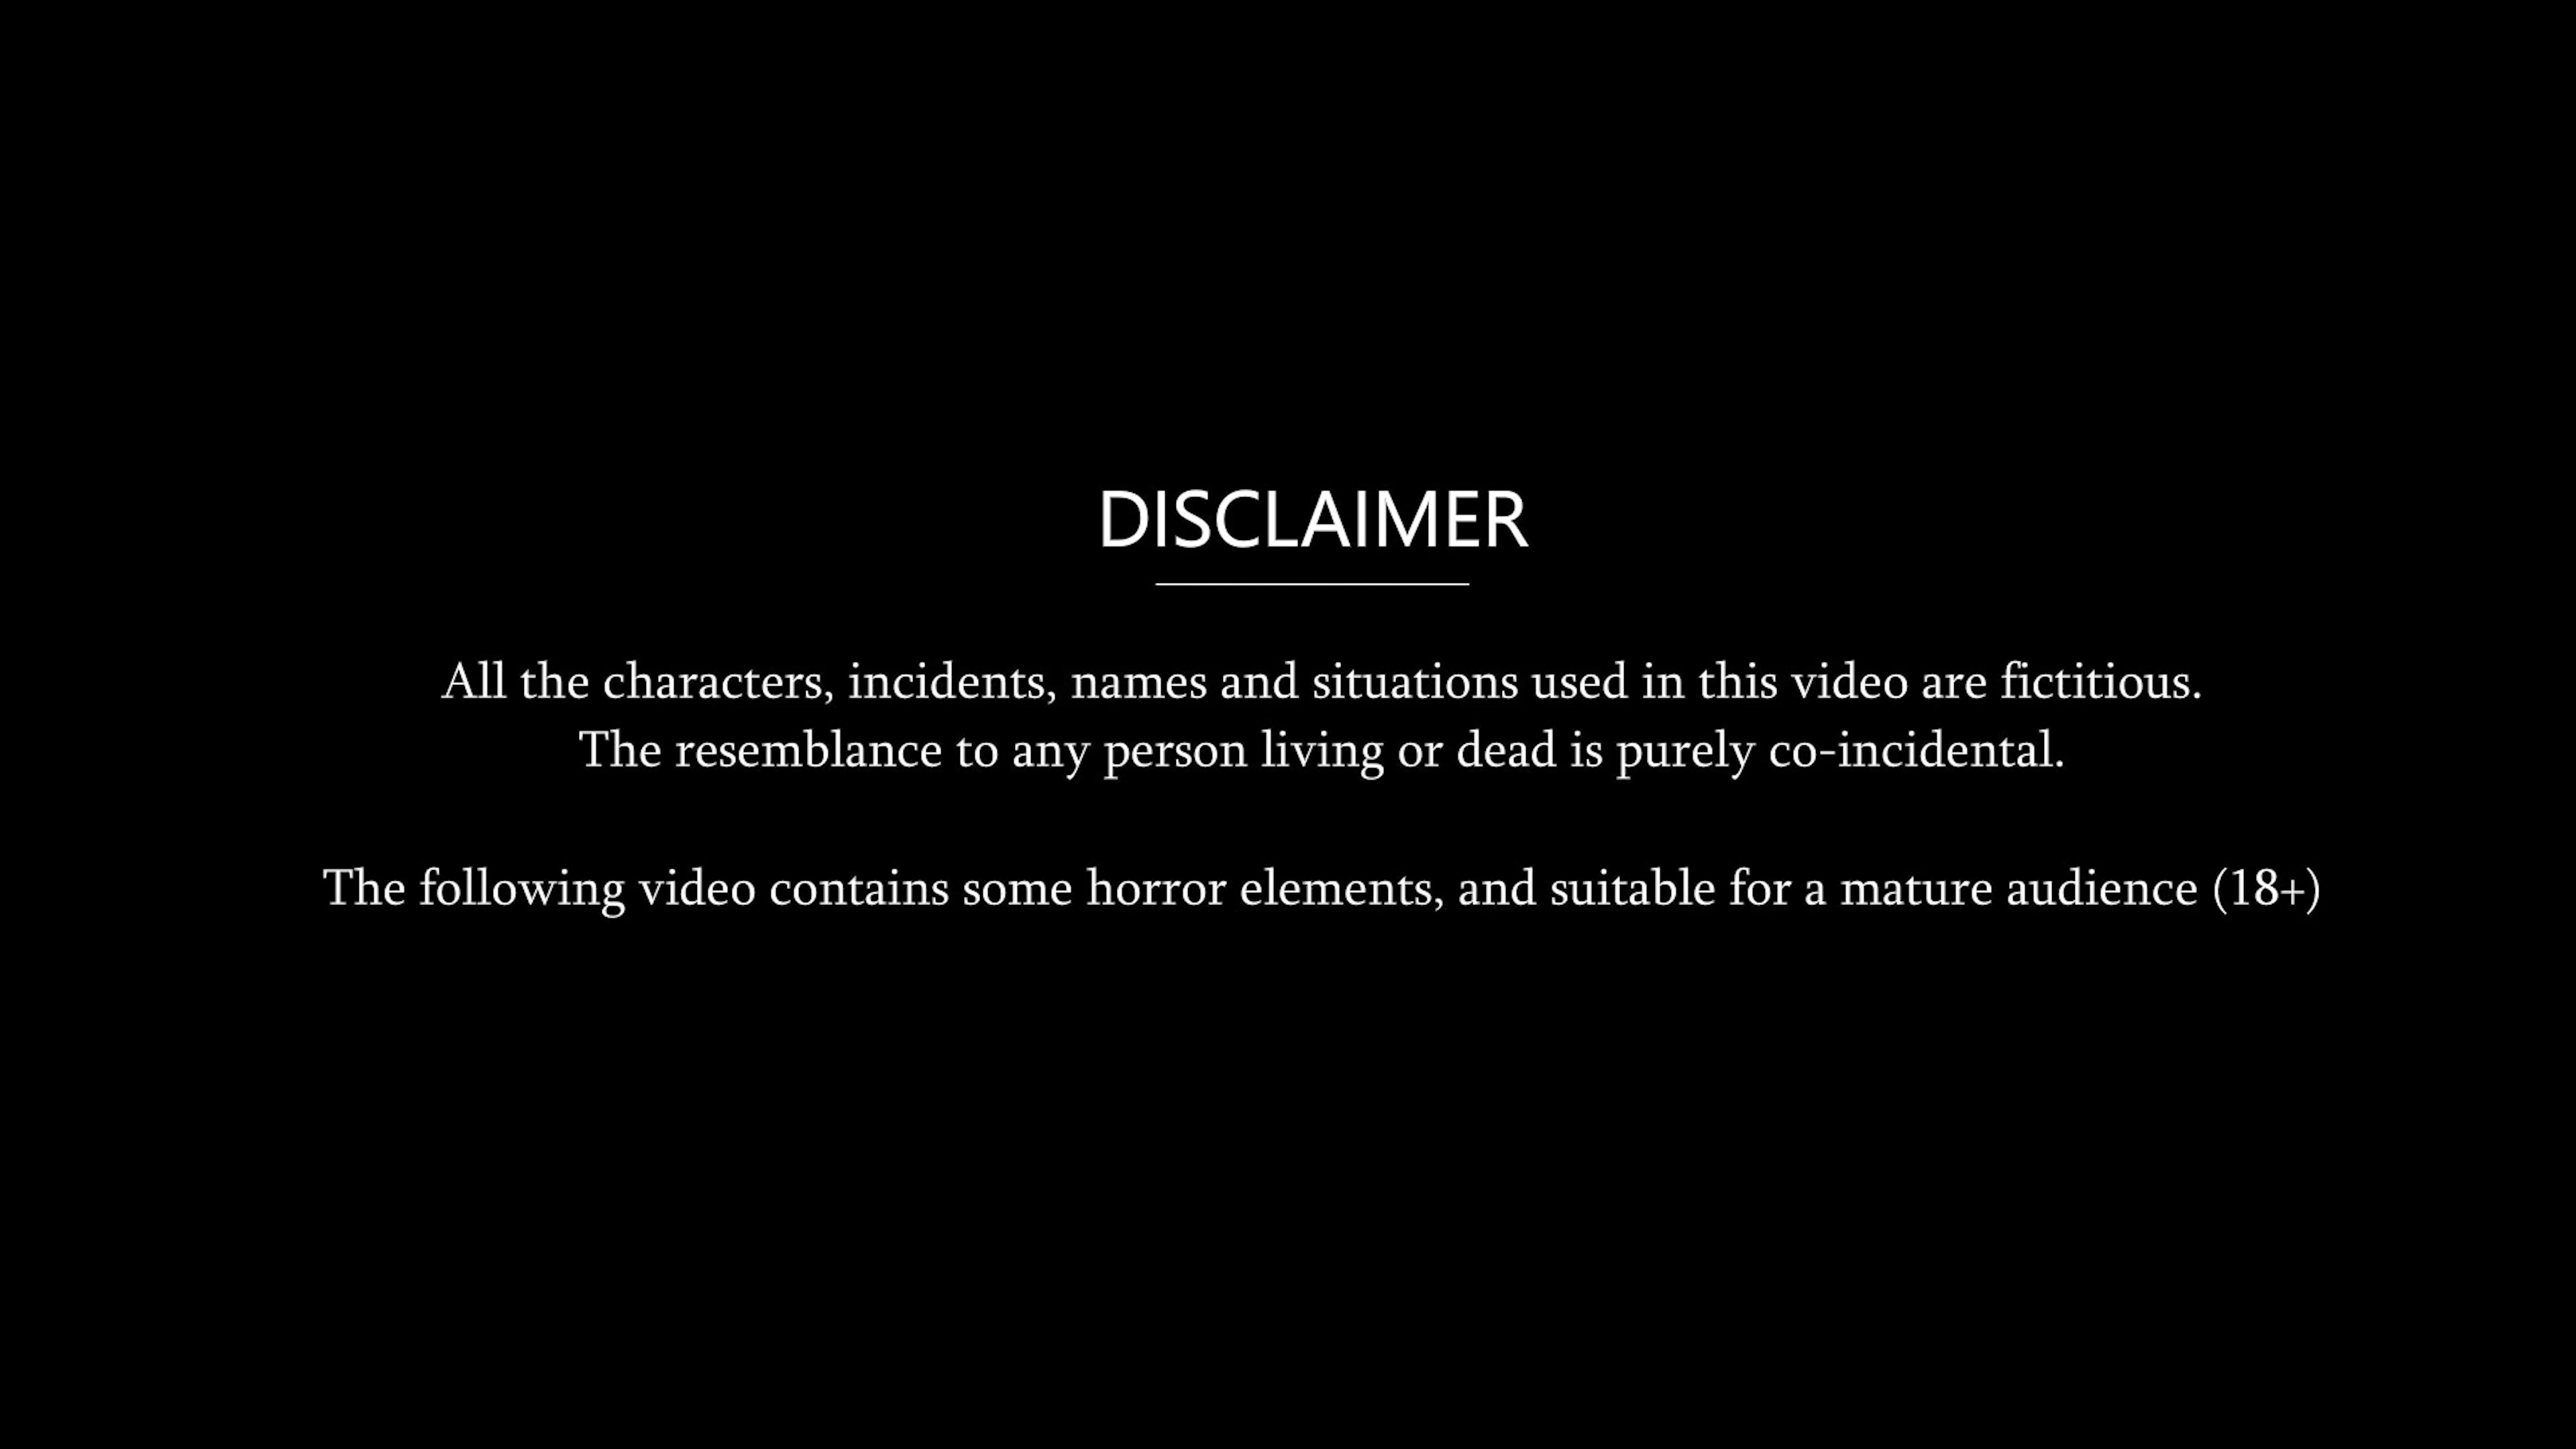 DISCLAIMER
All the characters, incidents, names and situations used in this video are fictitious.
The resemblance to any person living or dead is purely co-incidental.
The following video contains some horror elements, and suitable for a mature audience (18+)